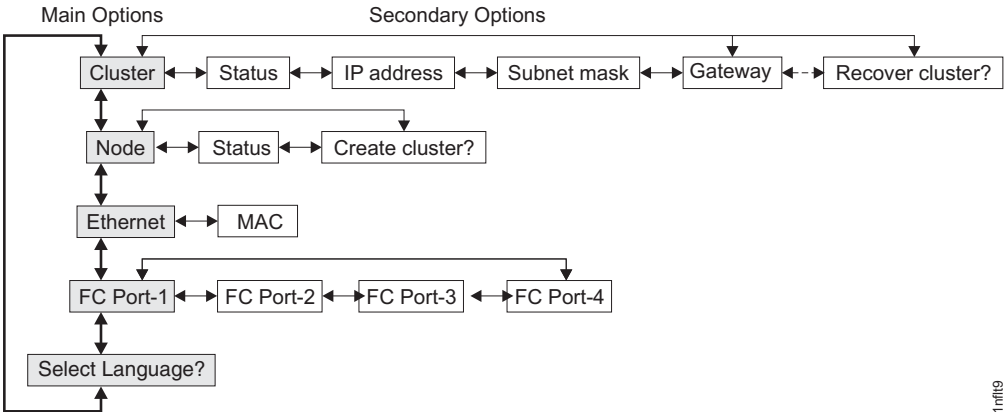 Main Options Secondary Options
Cluster Status IP address Subnet mask Gateway Recover cluster?
Node Status Create cluster?
Ethernet MAC
FC Port-1 FC Port-2 FC Port-3 FC Port-4
Select Language?
1nflt9